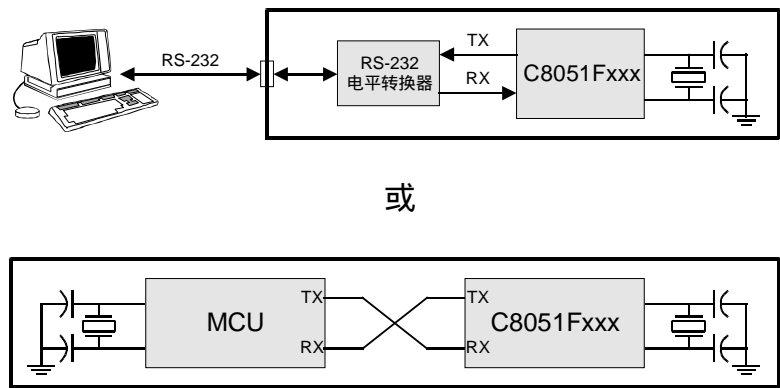 RS-232
RS-232
电平转换器
TX
RX
C8051Fxxx
或
MCU
TX
RX
TX
RX
C8051Fxxx